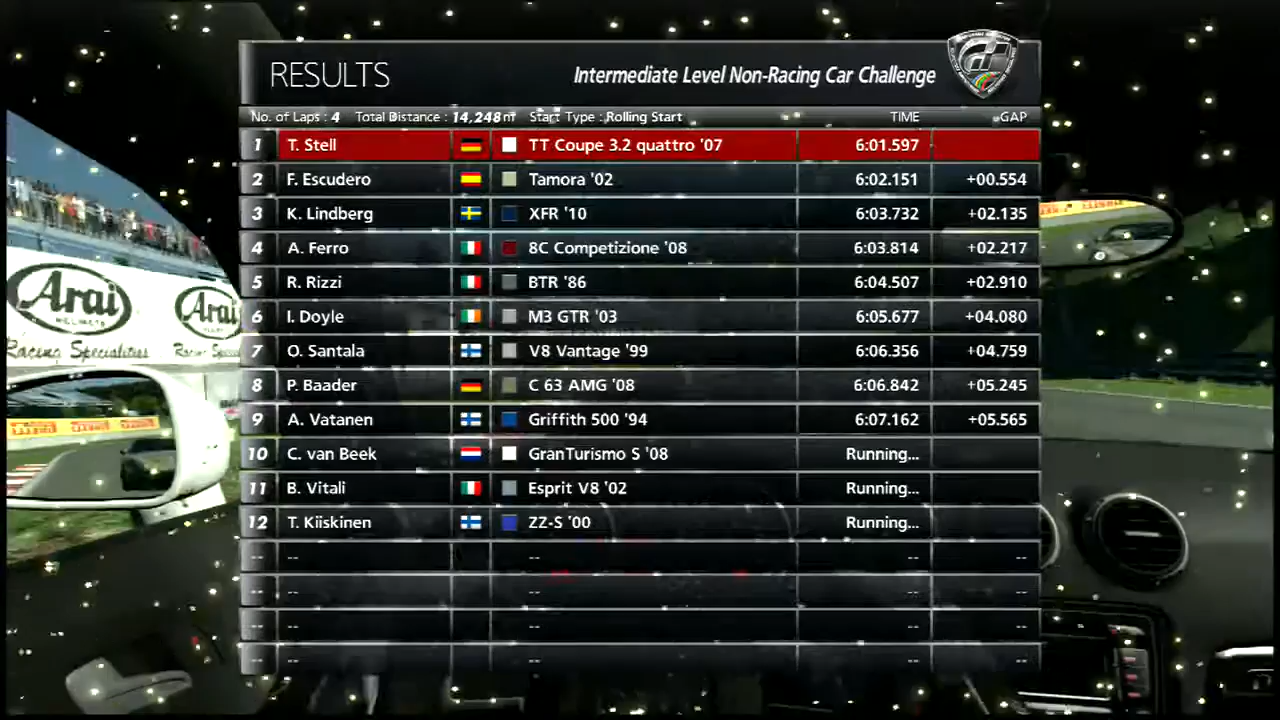 RESULTS
Intermediate Level Non-Racing Car Challenge
No. of Laps : 4 Total Distance : 14,248m Start Type : Rolling Start TIME GAP
1 T. Stell TT Coupe 3.2 quattro '07 6:01.597
2 F. Escudero Tamora '02 6:02.151 +00.554
3 K. Lindberg XFR '10 6:03.732 +02.135
4 A. Ferro 8C Competizione '08 6:03.814 +02.217
5 R. Rizzi BTR '86 6:04.507 +02.910
6 I. Doyle M3 GTR '03 6:05.677 +04.080
7 O. Santala V8 Vantage '99 6:06.356 +04.759
8 P. Baader C 63 AMG '08 6:06.842 +05.245
9 A. Vatanen Griffith 500 '94 6:07.162 +05.565
10 C. van Beek GranTurismo S '08 Running...
11 B. Vitali Esprit V8 '02 Running...
12 T. Kiiskinen ZZ-S '00 Running...
-- -- -- -- --
-- -- -- -- --
-- -- -- -- --
-- -- -- -- --
Arai Arai
HELMETS
Racing Specialities Racing